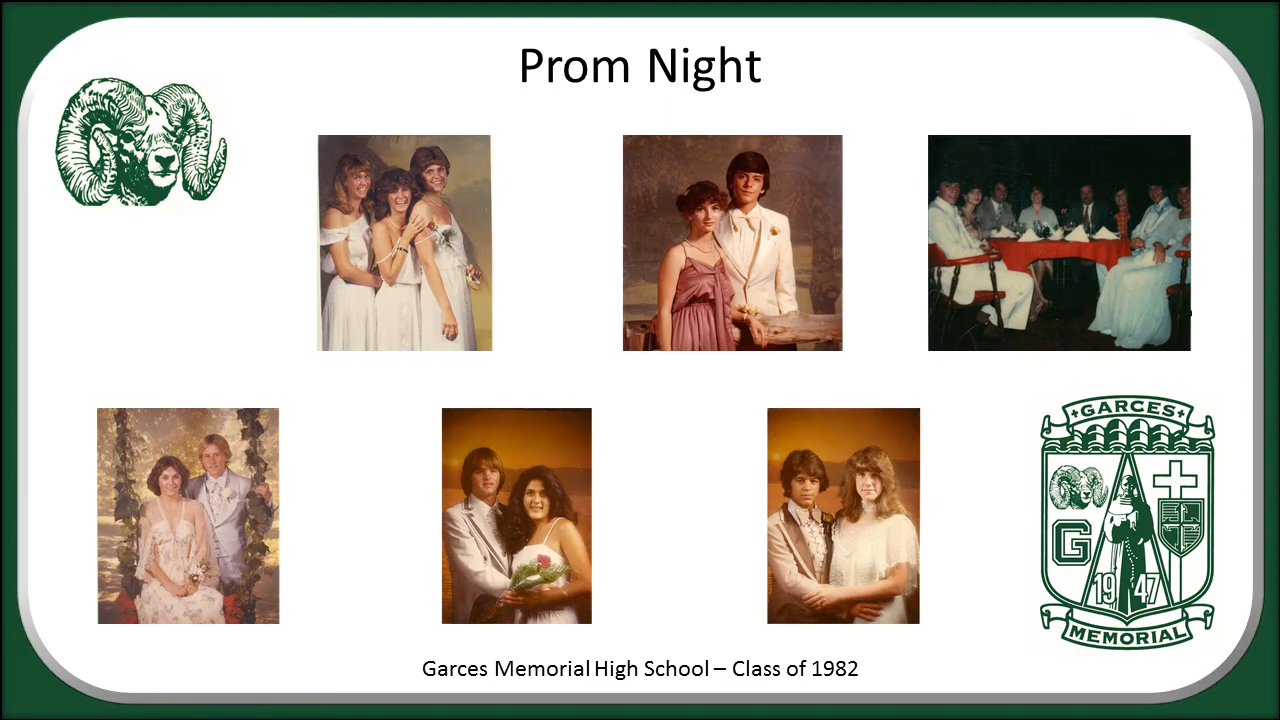 Prom Night
GARCES
G
19 47
MEMORIAL
Garces Memorial High School – Class of 1982